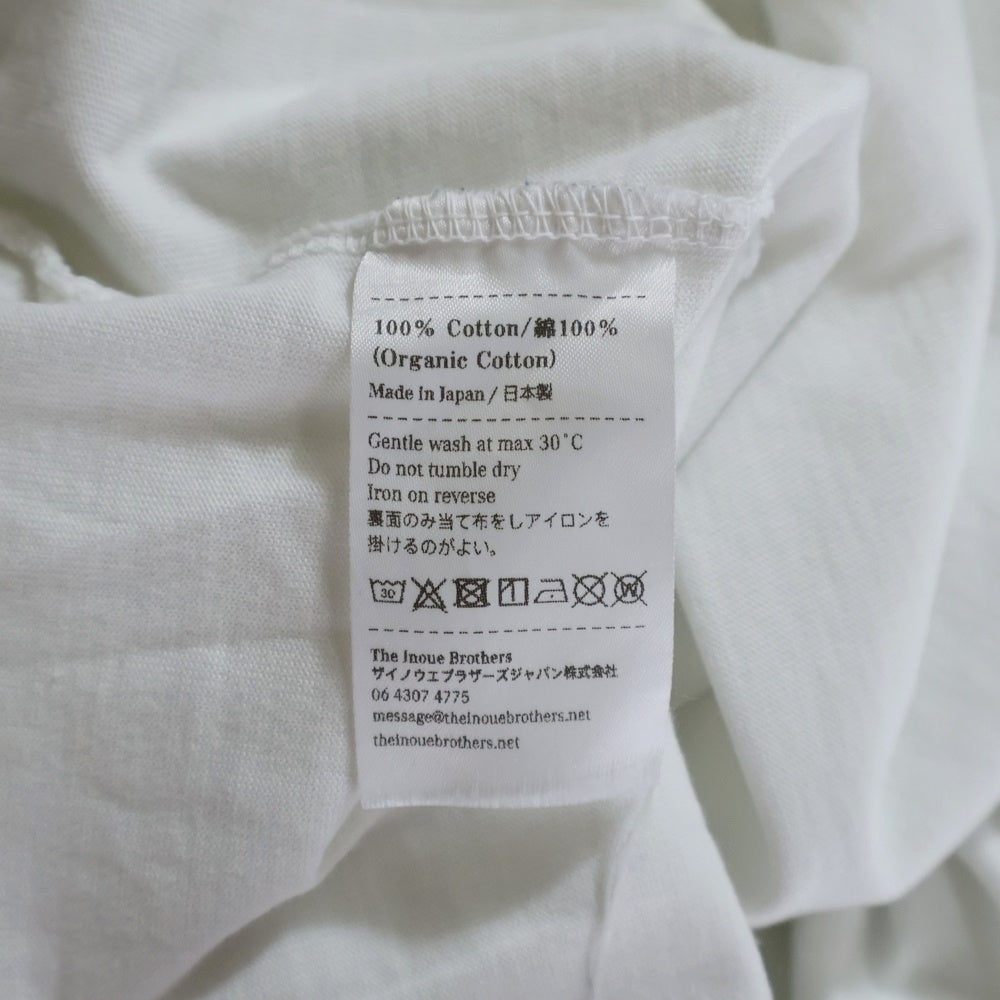 100% Cotton/綿100%
(Organic Cotton)
Made in Japan / 日本製
Gentle wash at max 30°C
Do not tumble dry
Iron on reverse
裏面のみ当て布をしアイロンを
掛けるのがよい。
30 W
The Inoue Brothers
ザイノウエブラザーズジャパン株式会社
06 4307 4775
message@theinouebrothers.net
theinouebrothers.net